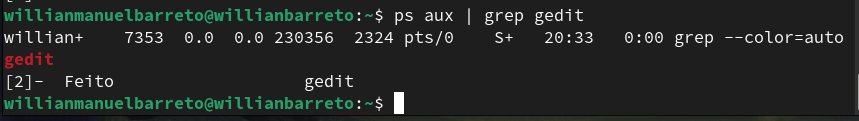 willianmanuelbarreto@willianbarreto:~$ ps aux | grep gedit
willian+    7353  0.0  0.0 230356  2324 pts/0    S+   20:33   0:00 grep --color=auto
gedit
[2]-  Feito                   gedit
willianmanuelbarreto@willianbarreto:~$